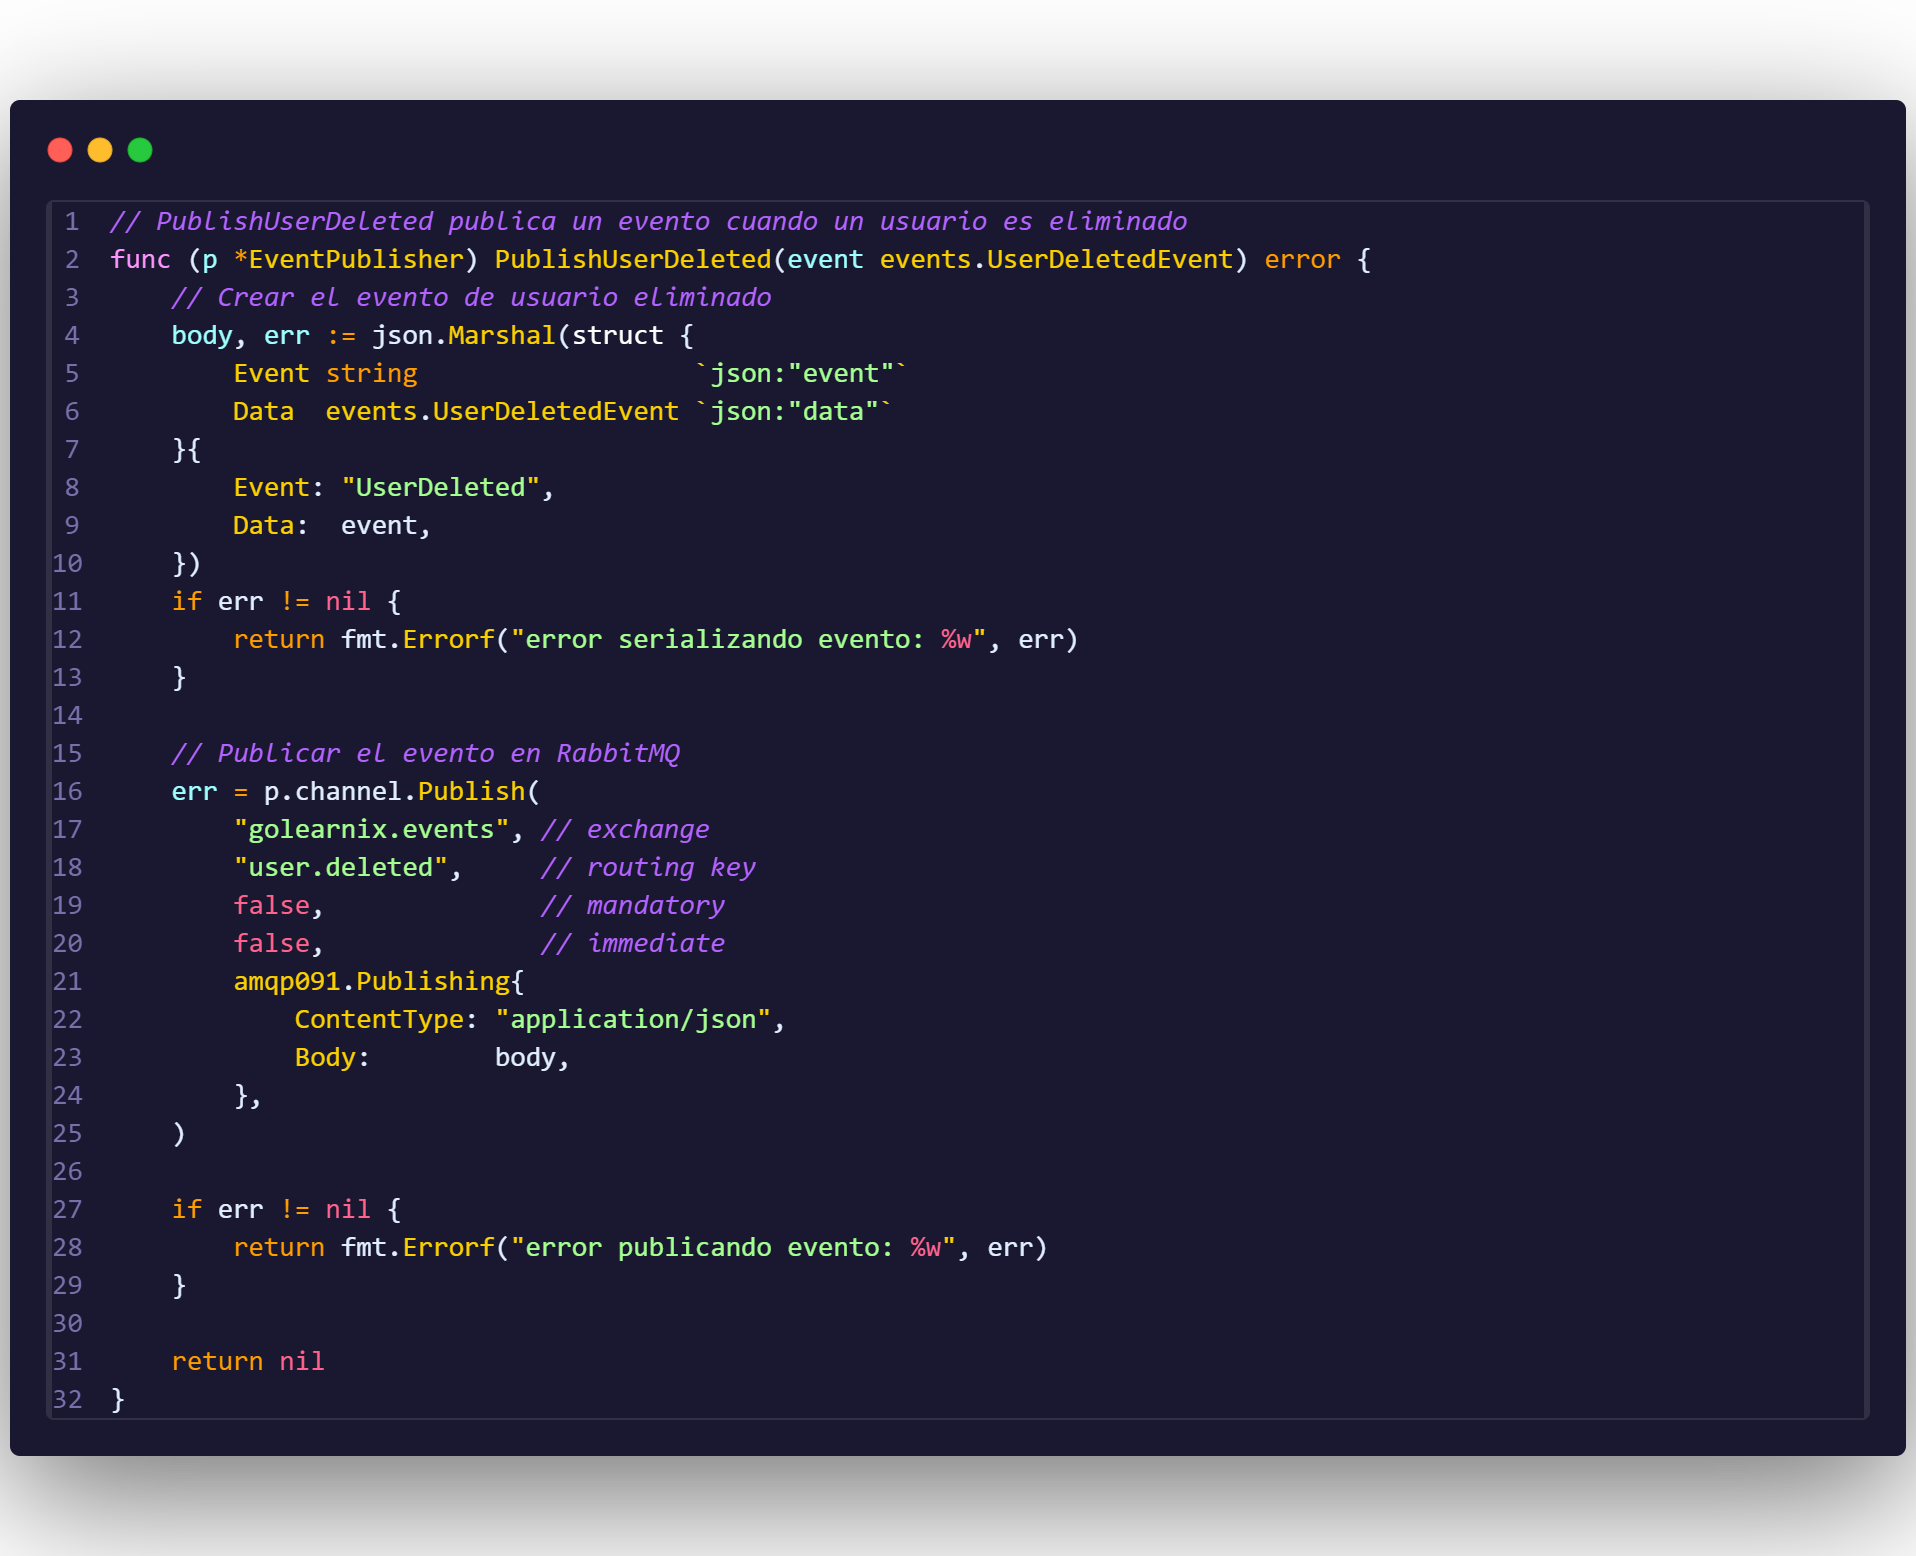 1 // PublishUserDeleted publica un evento cuando un usuario es eliminado
2 func (p *EventPublisher) PublishUserDeleted(event events.UserDeletedEvent) error {
3     // Crear el evento de usuario eliminado
4     body, err := json.Marshal(struct {
5         Event string                  `json:"event"`
6         Data  events.UserDeletedEvent `json:"data"`
7     }{
8         Event: "UserDeleted",
9         Data:  event,
10     })
11     if err != nil {
12         return fmt.Errorf("error serializando evento: %w", err)
13     }
14
15     // Publicar el evento en RabbitMQ
16     err = p.channel.Publish(
17         "golearnix.events", // exchange
18         "user.deleted",     // routing key
19         false,              // mandatory
20         false,              // immediate
21         amqp091.Publishing{
22             ContentType: "application/json",
23             Body:        body,
24         },
25     )
26
27     if err != nil {
28         return fmt.Errorf("error publicando evento: %w", err)
29     }
30
31     return nil
32 }